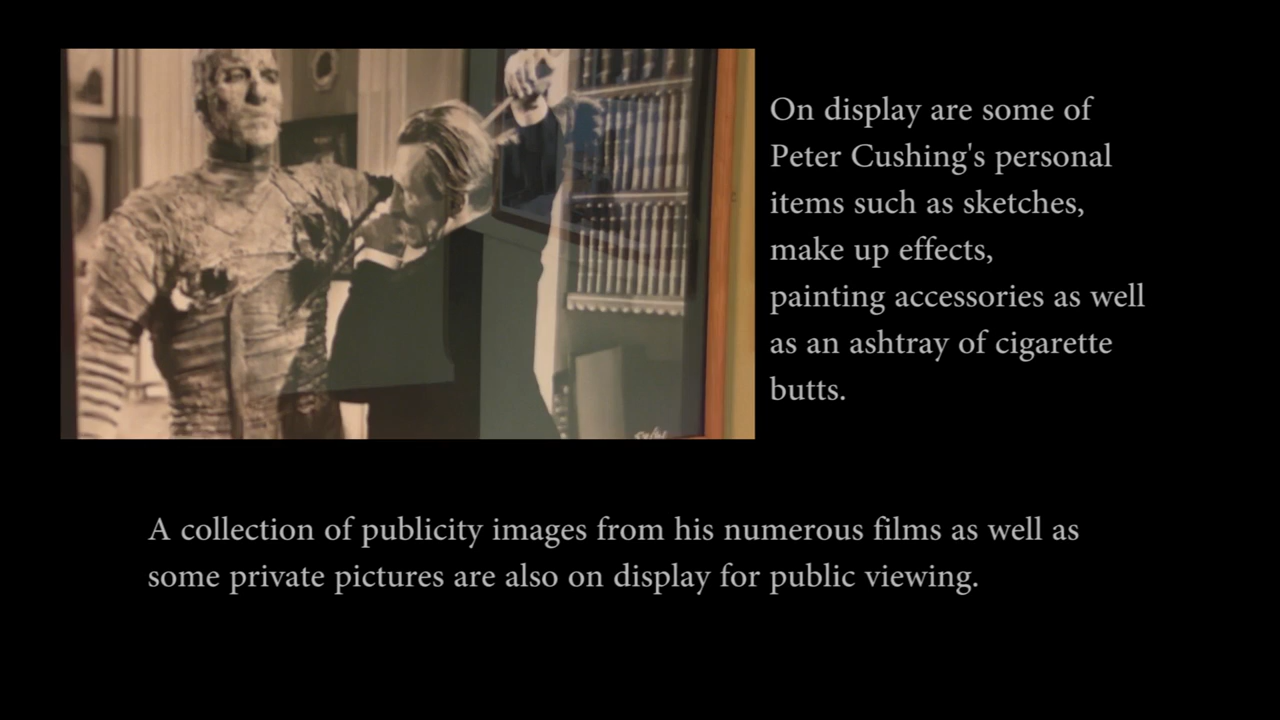 On display are some of
Peter Cushing's personal
items such as sketches,
make up effects,
painting accessories as well
as an ashtray of cigarette
butts.
A collection of publicity images from his numerous films as well as
some private pictures are also on display for public viewing.